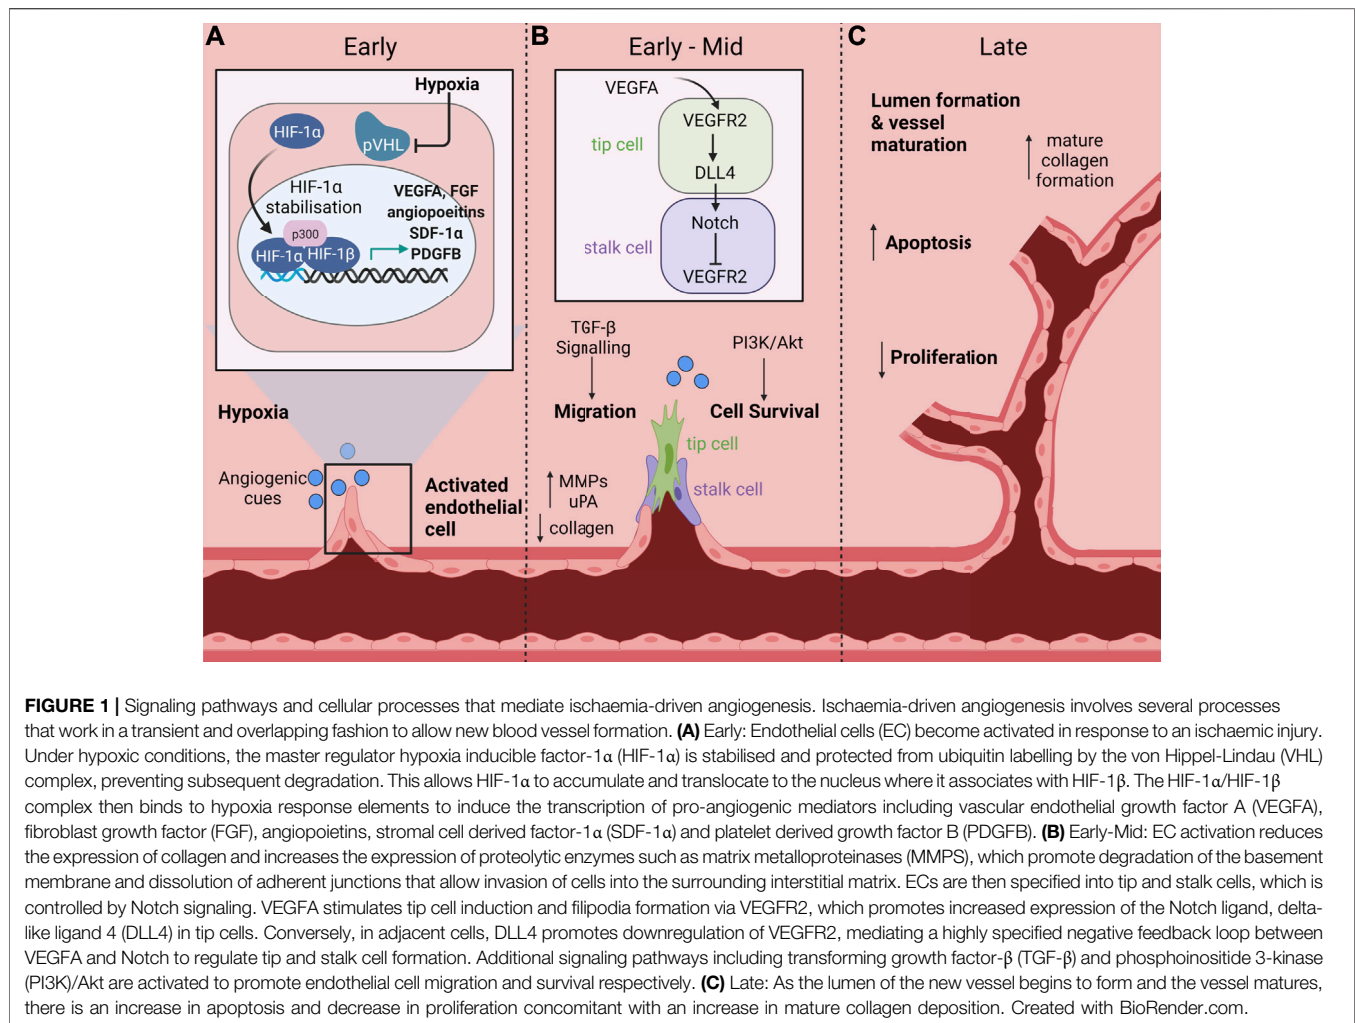 A
Early
Hypoxia
HIF-1α
pVHL
HIF-1α
stabilisation
p300
HIF-1α
HIF-1β
VEGFA, FGF
angiopoeitins
SDF-1α
PDGFB
Hypoxia
Angiogenic
cues
Activated
endothelial
cell
B
Early - Mid
VEGFA
VEGFR2
tip cell
DLL4
Notch
stalk cell
VEGFR2
TGF-β
Signalling
PI3K/Akt
Migration
Cell Survival
tip cell
MMPs
uPA
stalk cell
collagen
C
Late
Lumen formation
& vessel
maturation
mature
collagen
formation
Apoptosis
Proliferation
FIGURE 1 | Signaling pathways and cellular processes that mediate ischaemia-driven angiogenesis. Ischaemia-driven angiogenesis involves several processes
that work in a transient and overlapping fashion to allow new blood vessel formation. (A) Early: Endothelial cells (EC) become activated in response to an ischaemic injury.
Under hypoxic conditions, the master regulator hypoxia inducible factor-1α (HIF-1α) is stabilised and protected from ubiquitin labelling by the von Hippel-Lindau (VHL)
complex, preventing subsequent degradation. This allows HIF-1α to accumulate and translocate to the nucleus where it associates with HIF-1β. The HIF-1α/HIF-1β
complex then binds to hypoxia response elements to induce the transcription of pro-angiogenic mediators including vascular endothelial growth factor A (VEGFA),
fibroblast growth factor (FGF), angiopoietins, stromal cell derived factor-1α (SDF-1α) and platelet derived growth factor B (PDGFB). (B) Early-Mid: EC activation reduces
the expression of collagen and increases the expression of proteolytic enzymes such as matrix metalloproteinases (MMPS), which promote degradation of the basement
membrane and dissolution of adherent junctions that allow invasion of cells into the surrounding interstitial matrix. ECs are then specified into tip and stalk cells, which is
controlled by Notch signaling. VEGFA stimulates tip cell induction and filipodia formation via VEGFR2, which promotes increased expression of the Notch ligand, delta-
like ligand 4 (DLL4) in tip cells. Conversely, in adjacent cells, DLL4 promotes downregulation of VEGFR2, mediating a highly specified negative feedback loop between
VEGFA and Notch to regulate tip and stalk cell formation. Additional signaling pathways including transforming growth factor-β (TGF-β) and phosphoinositide 3-kinase
(PI3K)/Akt are activated to promote endothelial cell migration and survival respectively. (C) Late: As the lumen of the new vessel begins to form and the vessel matures,
there is an increase in apoptosis and decrease in proliferation concomitant with an increase in mature collagen deposition. Created with BioRender.com.